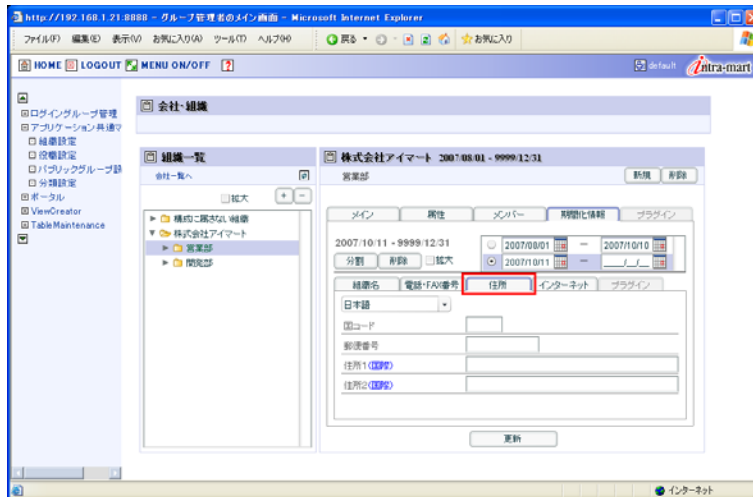 http://192.168.1.21:8888 - グループ管理者のメイン画面 - Microsoft Internet Explorer
ファイル(F) 編集(E) 表示(V) お気に入り(A) ツール(T) ヘルプ(H) 戻る お気に入り
HOME LOGOUT MENU ON/OFF ? default intra-mart
ログイングループ管理
アプリケーション共通マ
組織設定
役職設定
パブリックグループ設
分類設定
ポータル
ViewCreator
TableMaintenance
会社・組織
組織一覧
会社一覧へ
拡大 + -
構成に属さない組織
株式会社アイマート
営業部
開発部
株式会社アイマート 2007/08/01 - 9999/12/31
営業部 新規 削除
メイン 属性 メンバー 期間化情報 プラグイン
2007/10/11 - 9999/12/31
分割 削除 拡大
2007/08/01 - 2007/10/10
2007/10/11 - ____/_/_
組織名 電話・FAX番号 住所 インターネット プラグイン
日本語
国コード
郵便番号
住所1(国際)
住所2(国際)
更新
インターネット